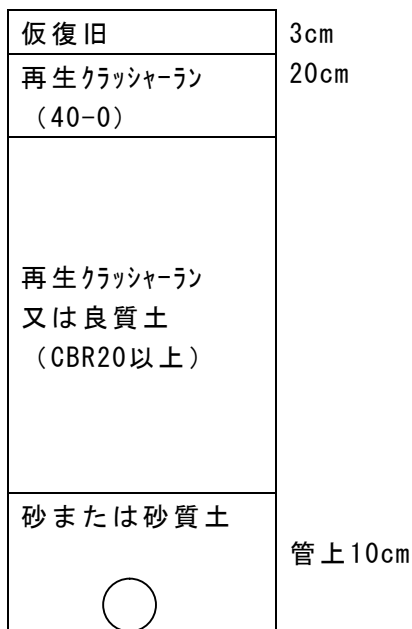 仮復旧
3cm
再生ｸﾗｯｼｬｰﾗﾝ
20cm
（40-0）
再生ｸﾗｯｼｬｰﾗﾝ
又は良質土
（CBR20以上）
砂または砂質土
管上10cm